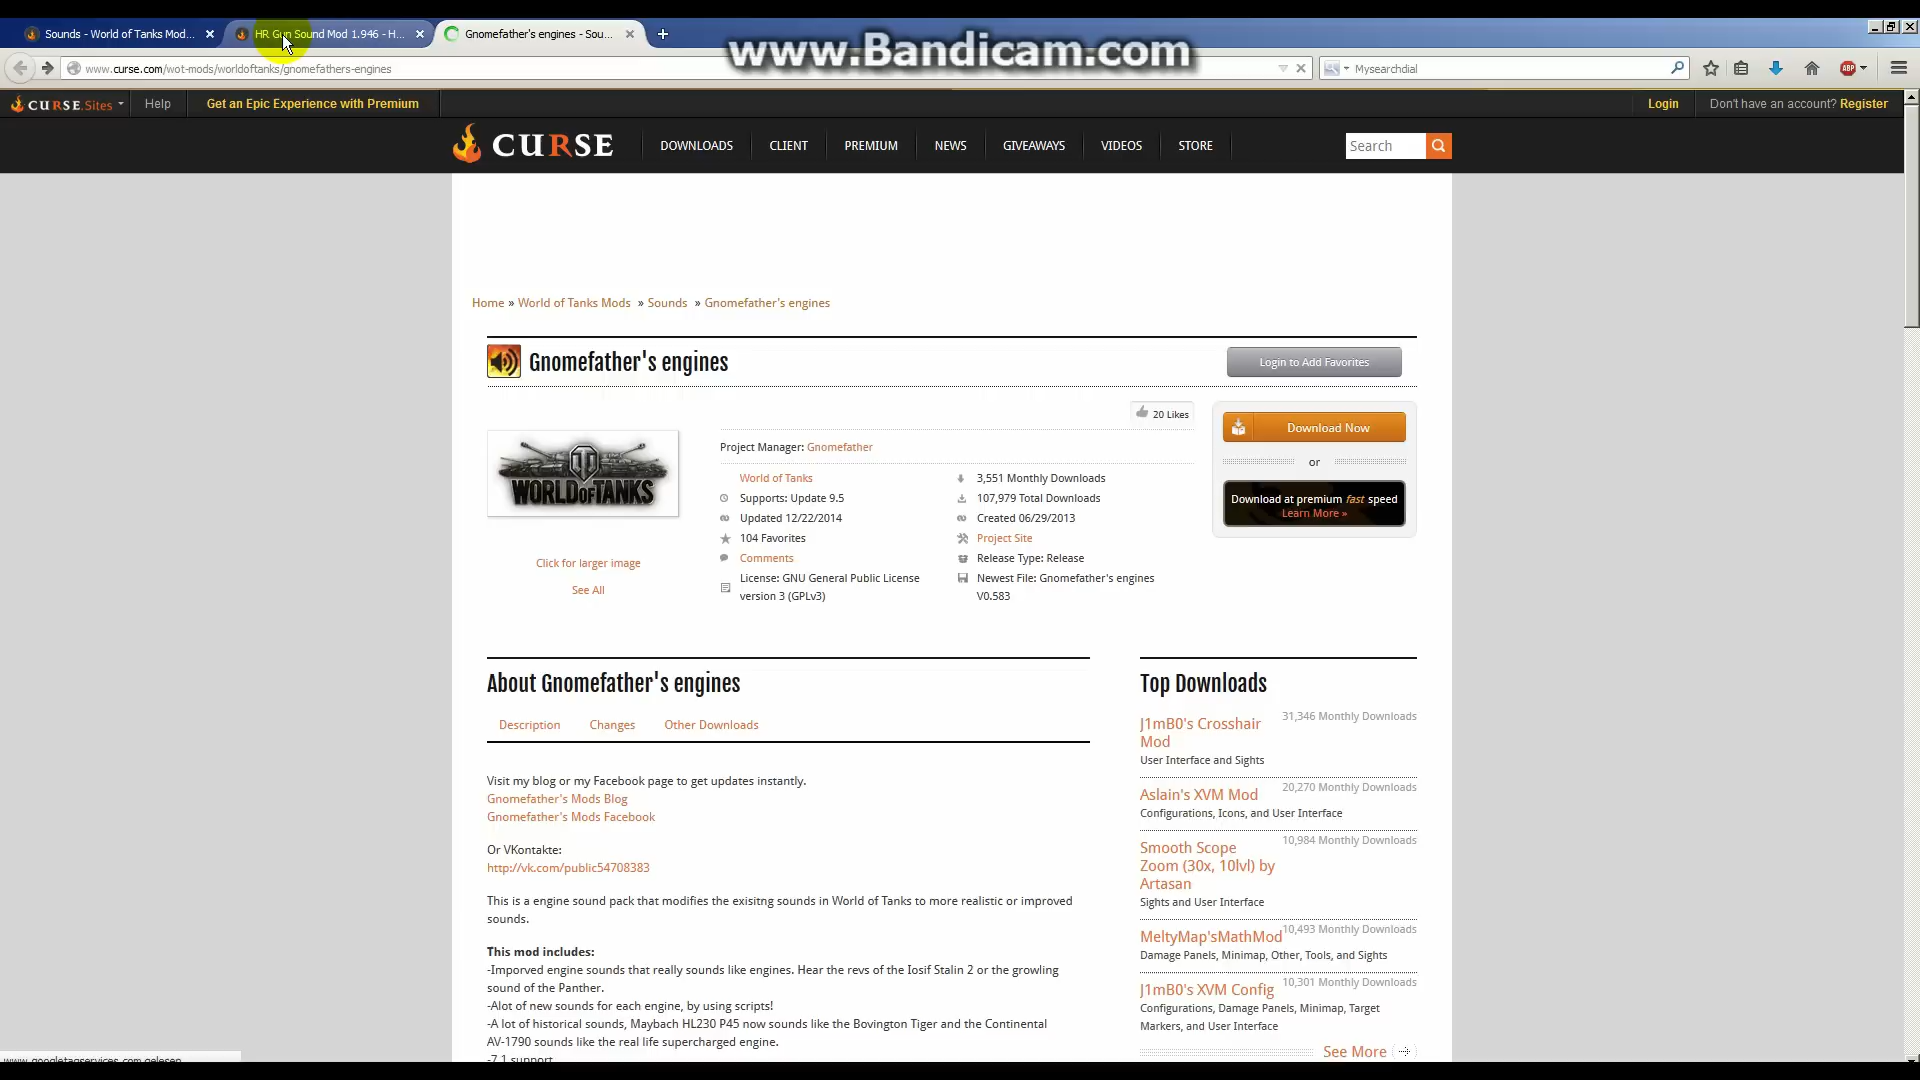 Sounds - World of Tanks Mod...
HR Gun Sound Mod 1.946 - H...
Gnomefather's engines - Sou...
www.Bandicam.com
www.curse.com/wot-mods/worldoftanks/gnomefathers-engines
Mysearchdial
ABP
CURSE Sites
Help
Get an Epic Experience with Premium
Login
Don't have an account? Register
CURSE
DOWNLOADS
CLIENT
PREMIUM
NEWS
GIVEAWAYS
VIDEOS
STORE
Search
Home » World of Tanks Mods » Sounds » Gnomefather's engines
Gnomefather's engines
Login to Add Favorites
20 Likes
Download Now
or
Download at premium fast speed
Learn More »
WORLD OF TANKS
Click for larger image
See All
Project Manager: Gnomefather
World of Tanks
3,551 Monthly Downloads
Supports: Update 9.5
107,979 Total Downloads
Updated 12/22/2014
Created 06/29/2013
104 Favorites
Project Site
Comments
Release Type: Release
License: GNU General Public License
version 3 (GPLv3)
Newest File: Gnomefather's engines
V0.583
About Gnomefather's engines
Description
Changes
Other Downloads
Visit my blog or my Facebook page to get updates instantly.
Gnomefather's Mods Blog
Gnomefather's Mods Facebook
Or VKontakte:
http://vk.com/public54708383
This is a engine sound pack that modifies the exisitng sounds in World of Tanks to more realistic or improved
sounds.
This mod includes:
-Imporved engine sounds that really sounds like engines. Hear the revs of the Iosif Stalin 2 or the growling
sound of the Panther.
-Alot of new sounds for each engine, by using scripts!
-A lot of historical sounds, Maybach HL230 P45 now sounds like the Bovington Tiger and the Continental
AV-1790 sounds like the real life supercharged engine.
-7.1 support
Top Downloads
J1mB0's Crosshair
Mod
31,346 Monthly Downloads
User Interface and Sights
Aslain's XVM Mod
20,270 Monthly Downloads
Configurations, Icons, and User Interface
Smooth Scope
Zoom (30x, 10lvl) by
Artasan
10,984 Monthly Downloads
Sights and User Interface
MeltyMap'sMathMod
10,493 Monthly Downloads
Damage Panels, Minimap, Other, Tools, and Sights
J1mB0's XVM Config
10,301 Monthly Downloads
Configurations, Damage Panels, Minimap, Target
Markers, and User Interface
See More
www.googletagservices.com gelesen